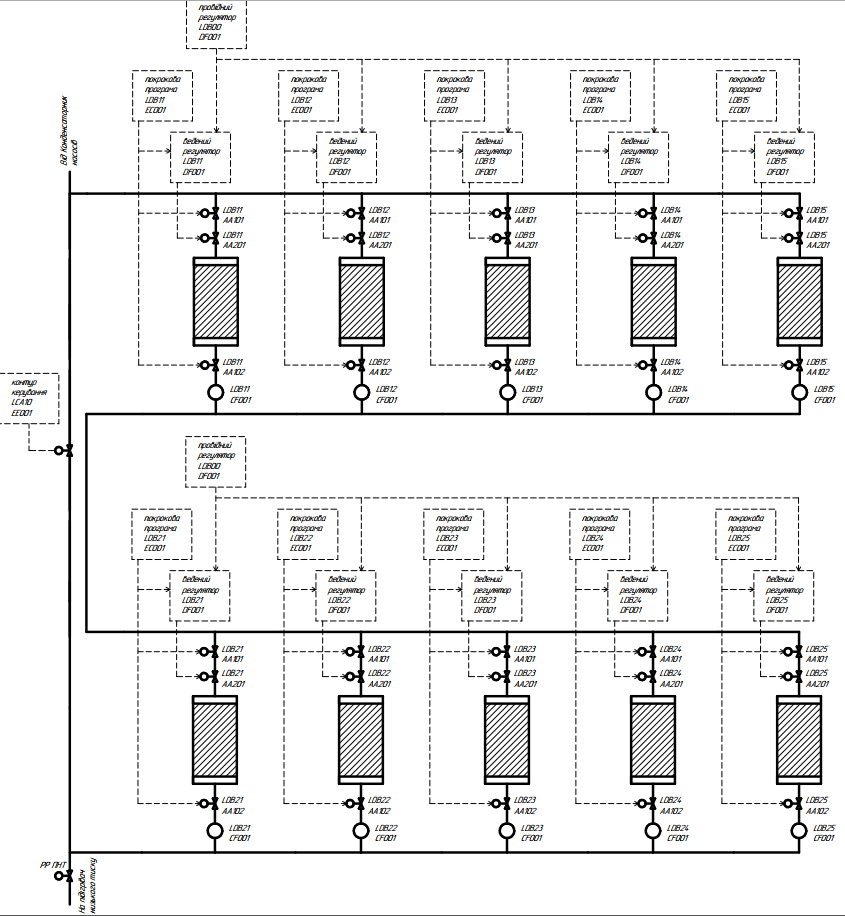 провідний
регулятор
LDB00
DF001
покрокова
програма
LDB11
EC001
покрокова
програма
LDB12
EC001
покрокова
програма
LDB13
EC001
покрокова
програма
LDB14
EC001
покрокова
програма
LDB15
EC001
Від Конденсаторних
насосів
ведений
регулятор
LDB11
DF001
ведений
регулятор
LDB12
DF001
ведений
регулятор
LDB13
DF001
ведений
регулятор
LDB14
DF001
ведений
регулятор
LDB15
DF001
LDB11
AA101
LDB12
AA101
LDB13
AA101
LDB14
AA101
LDB15
AA101
LDB11
AA201
LDB12
AA201
LDB13
AA201
LDB14
AA201
LDB15
AA201
LDB11
AA102
LDB12
AA102
LDB13
AA102
LDB14
AA102
LDB15
AA102
LDB11
CF001
LDB12
CF001
LDB13
CF001
LDB14
CF001
LDB15
CF001
контур
керування
LCA10
EE001
провідний
регулятор
LDB00
DF001
покрокова
програма
LDB21
EC001
покрокова
програма
LDB22
EC001
покрокова
програма
LDB23
EC001
покрокова
програма
LDB24
EC001
покрокова
програма
LDB25
EC001
ведений
регулятор
LDB21
DF001
ведений
регулятор
LDB22
DF001
ведений
регулятор
LDB23
DF001
ведений
регулятор
LDB24
DF001
ведений
регулятор
LDB25
DF001
LDB21
AA101
LDB22
AA101
LDB23
AA101
LDB24
AA101
LDB25
AA101
LDB21
AA201
LDB22
AA201
LDB23
AA201
LDB24
AA201
LDB25
AA201
LDB21
AA102
LDB22
AA102
LDB23
AA102
LDB24
AA102
LDB25
AA102
LDB21
CF001
LDB22
CF001
LDB23
CF001
LDB24
CF001
LDB25
CF001
РР ПНТ
На підігрівач
низького тиску